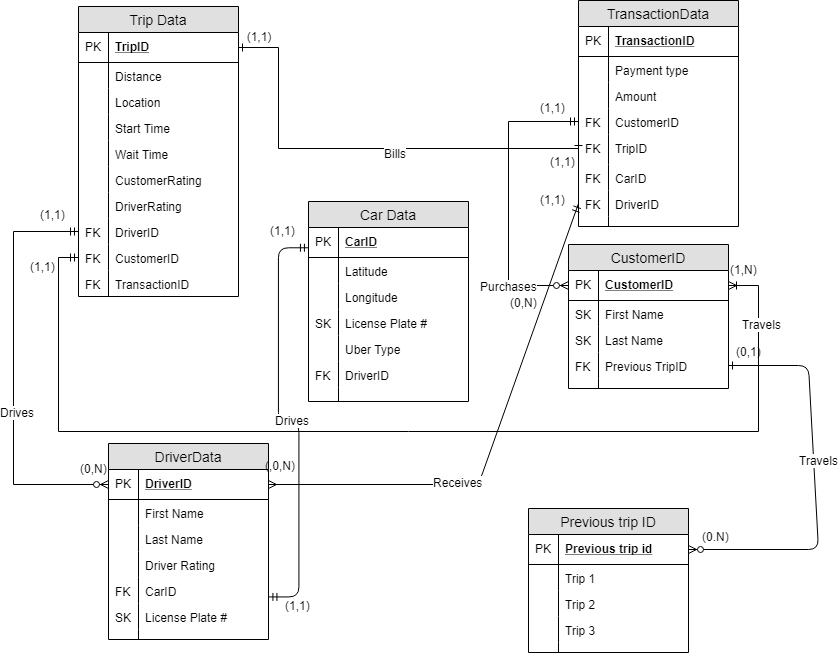 Trip Data
PK TripID
Distance
Location
Start Time
Wait Time
CustomerRating
DriverRating
FK DriverID
FK CustomerID
FK TransactionID
(1,1)
(1,1)
(1,1)
Bills
TransactionData
PK TransactionID
Payment type
Amount
FK CustomerID
FK TripID
FK CarID
FK DriverID
(1,1)
(1,1)
(1,1)
Car Data
PK CarID
Latitude
Longitude
SK License Plate #
Uber Type
FK DriverID
(1,1)
Drives
CustomerID
PK CustomerID
SK First Name
SK Last Name
FK Previous TripID
Purchases
(0,N)
(1,N)
Travels
(0,1)
Travels
Drives
DriverData
PK DriverID
First Name
Last Name
Driver Rating
FK CarID
SK License Plate #
(0,N)
(,0,N)
Receives
(1,1)
Previous trip ID
PK Previous trip id
Trip 1
Trip 2
Trip 3
(0.N)